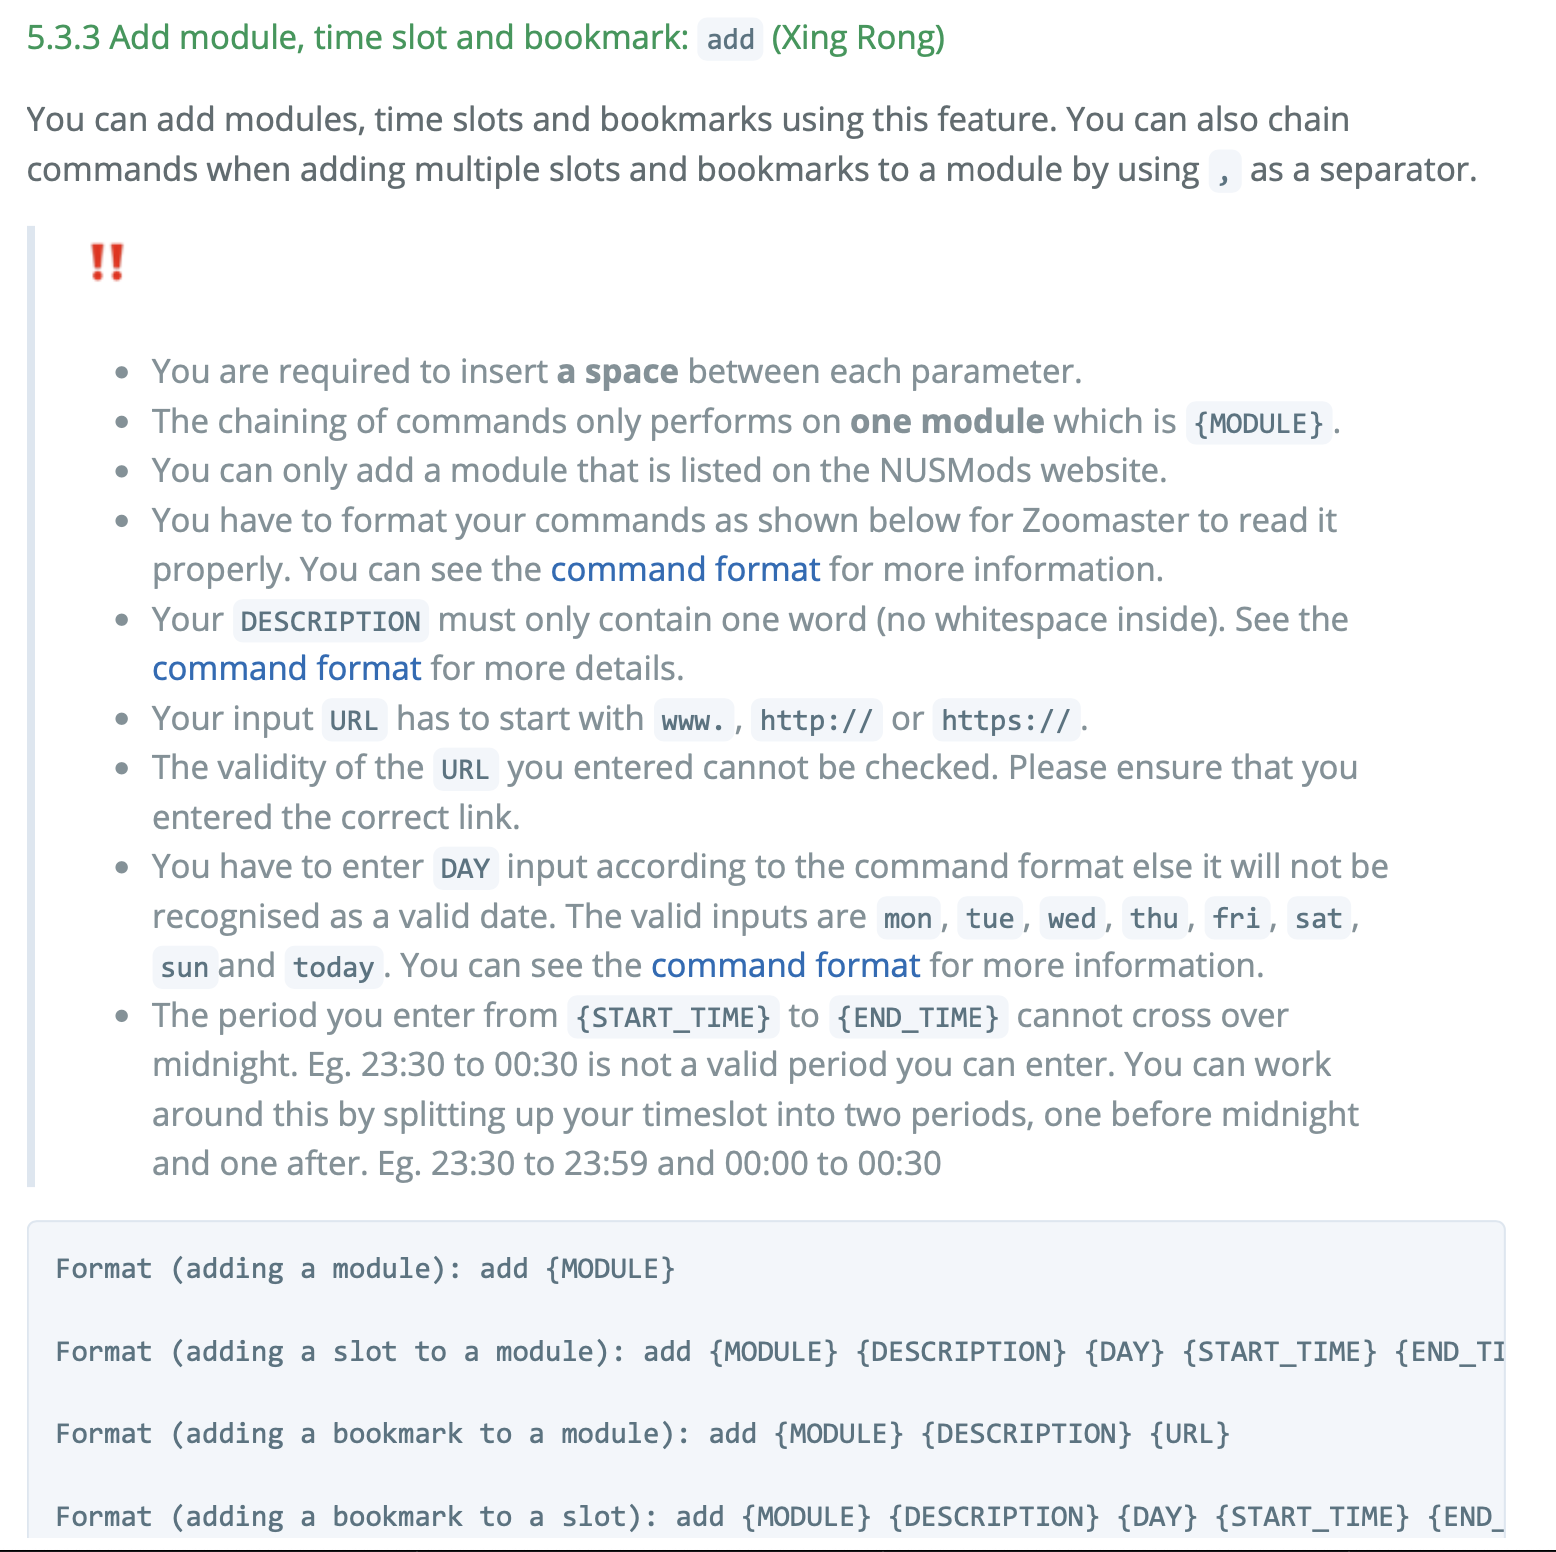 5.3.3 Add module, time slot and bookmark: add (Xing Rong)
You can add modules, time slots and bookmarks using this feature. You can also chain
commands when adding multiple slots and bookmarks to a module by using , as a separator.
‼
• You are required to insert a space between each parameter.
• The chaining of commands only performs on one module which is {MODULE}.
• You can only add a module that is listed on the NUSMods website.
• You have to format your commands as shown below for Zoomaster to read it
properly. You can see the command format for more information.
• Your DESCRIPTION must only contain one word (no whitespace inside). See the
command format for more details.
• Your input URL has to start with www., http:// or https://.
• The validity of the URL you entered cannot be checked. Please ensure that you
entered the correct link.
• You have to enter DAY input according to the command format else it will not be
recognised as a valid date. The valid inputs are mon, tue, wed, thu, fri, sat,
sun and today. You can see the command format for more information.
• The period you enter from {START_TIME} to {END_TIME} cannot cross over
midnight. Eg. 23:30 to 00:30 is not a valid period you can enter. You can work
around this by splitting up your timeslot into two periods, one before midnight
and one after. Eg. 23:30 to 23:59 and 00:00 to 00:30
Format (adding a module): add {MODULE}
Format (adding a slot to a module): add {MODULE} {DESCRIPTION} {DAY} {START_TIME} {END_TI
Format (adding a bookmark to a module): add {MODULE} {DESCRIPTION} {URL}
Format (adding a bookmark to a slot): add {MODULE} {DESCRIPTION} {DAY} {START_TIME} {END_